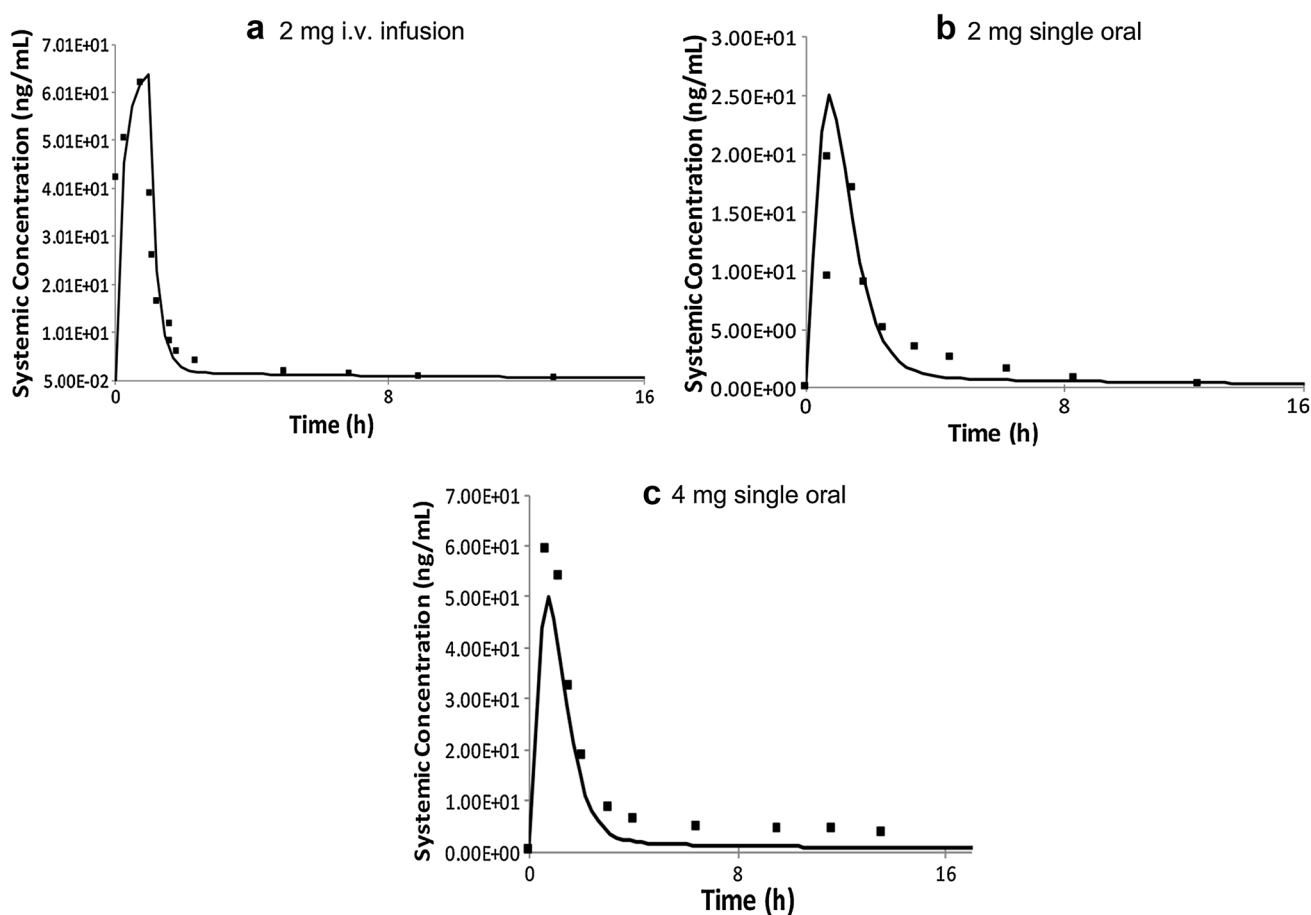 a 2 mg i.v. infusion
Systemic Concentration (ng/mL)
7.01E+01
6.01E+01
5.01E+01
4.01E+01
3.01E+01
2.01E+01
1.01E+01
5.00E-02
0 8 16
Time (h)
b 2 mg single oral
Systemic Concentration (ng/mL)
3.00E+01
2.50E+01
2.00E+01
1.50E+01
1.00E+01
5.00E+00
0.00E+00
0 8 16
Time (h)
c 4 mg single oral
Systemic Concentration (ng/mL)
7.00E+01
6.00E+01
5.00E+01
4.00E+01
3.00E+01
2.00E+01
1.00E+01
0.00E+00
0 8 16
Time (h)